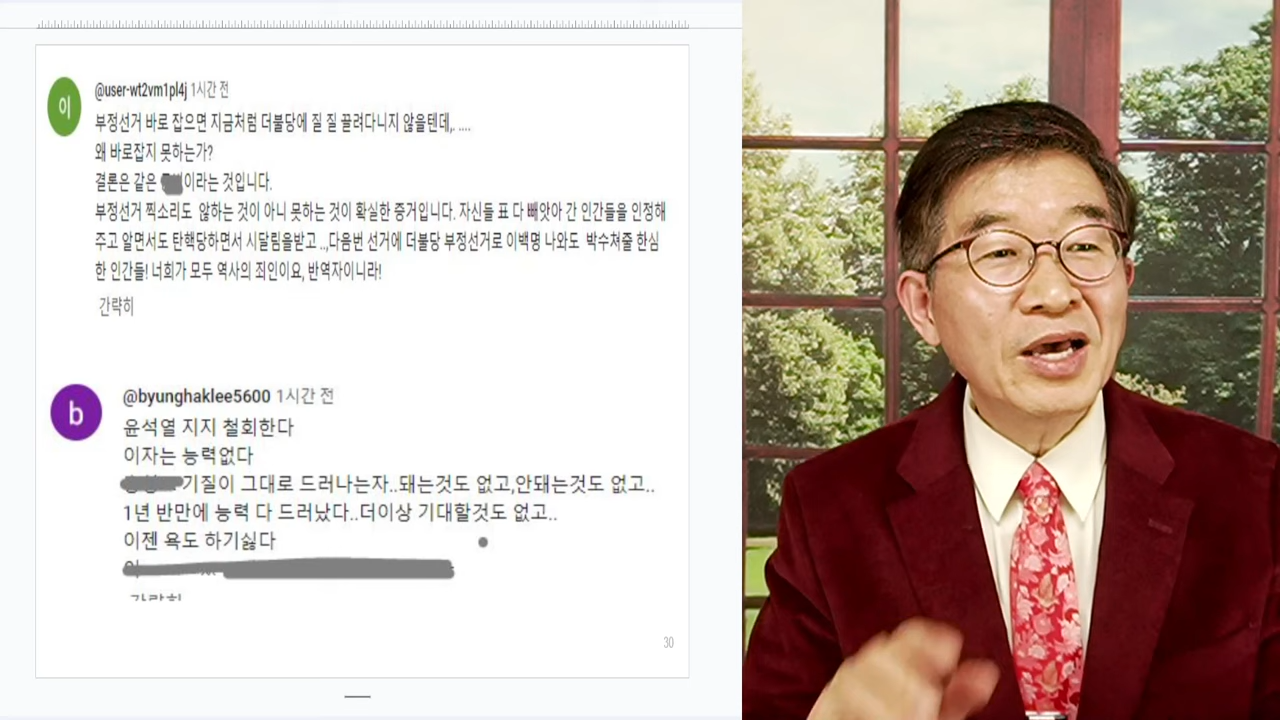 이
@user-wt2vm1pl4j 1시간 전
부정선거 바로 잡으면 지금처럼 더불당에 질 질 끌려다니지 않을텐데,. ....
왜 바로잡지 못하는가?
결론은 같은 이라는 것입니다.
부정선거 찍소리도 않하는 것이 아니 못하는 것이 확실한 증거입니다. 자신들 표 다 빼앗아 간 인간들을 인정해
주고 알면서도 탄핵당하면서 시달림을받고 ..,다음번 선거에 더불당 부정선거로 이백명 나와도 박수쳐줄 한심
한 인간들! 너희가 모두 역사의 죄인이요, 반역자이니라!
간략히
b
@byunghaklee5600 1시간 전
윤석열 지지 철회한다
이자는 능력없다
기질이 그대로 드러나는자..돼는것도 없고,안돼는것도 없고..
1년 반만에 능력 다 드러났다..더이상 기대할것도 없고..
이젠 욕도 하기싫다
30